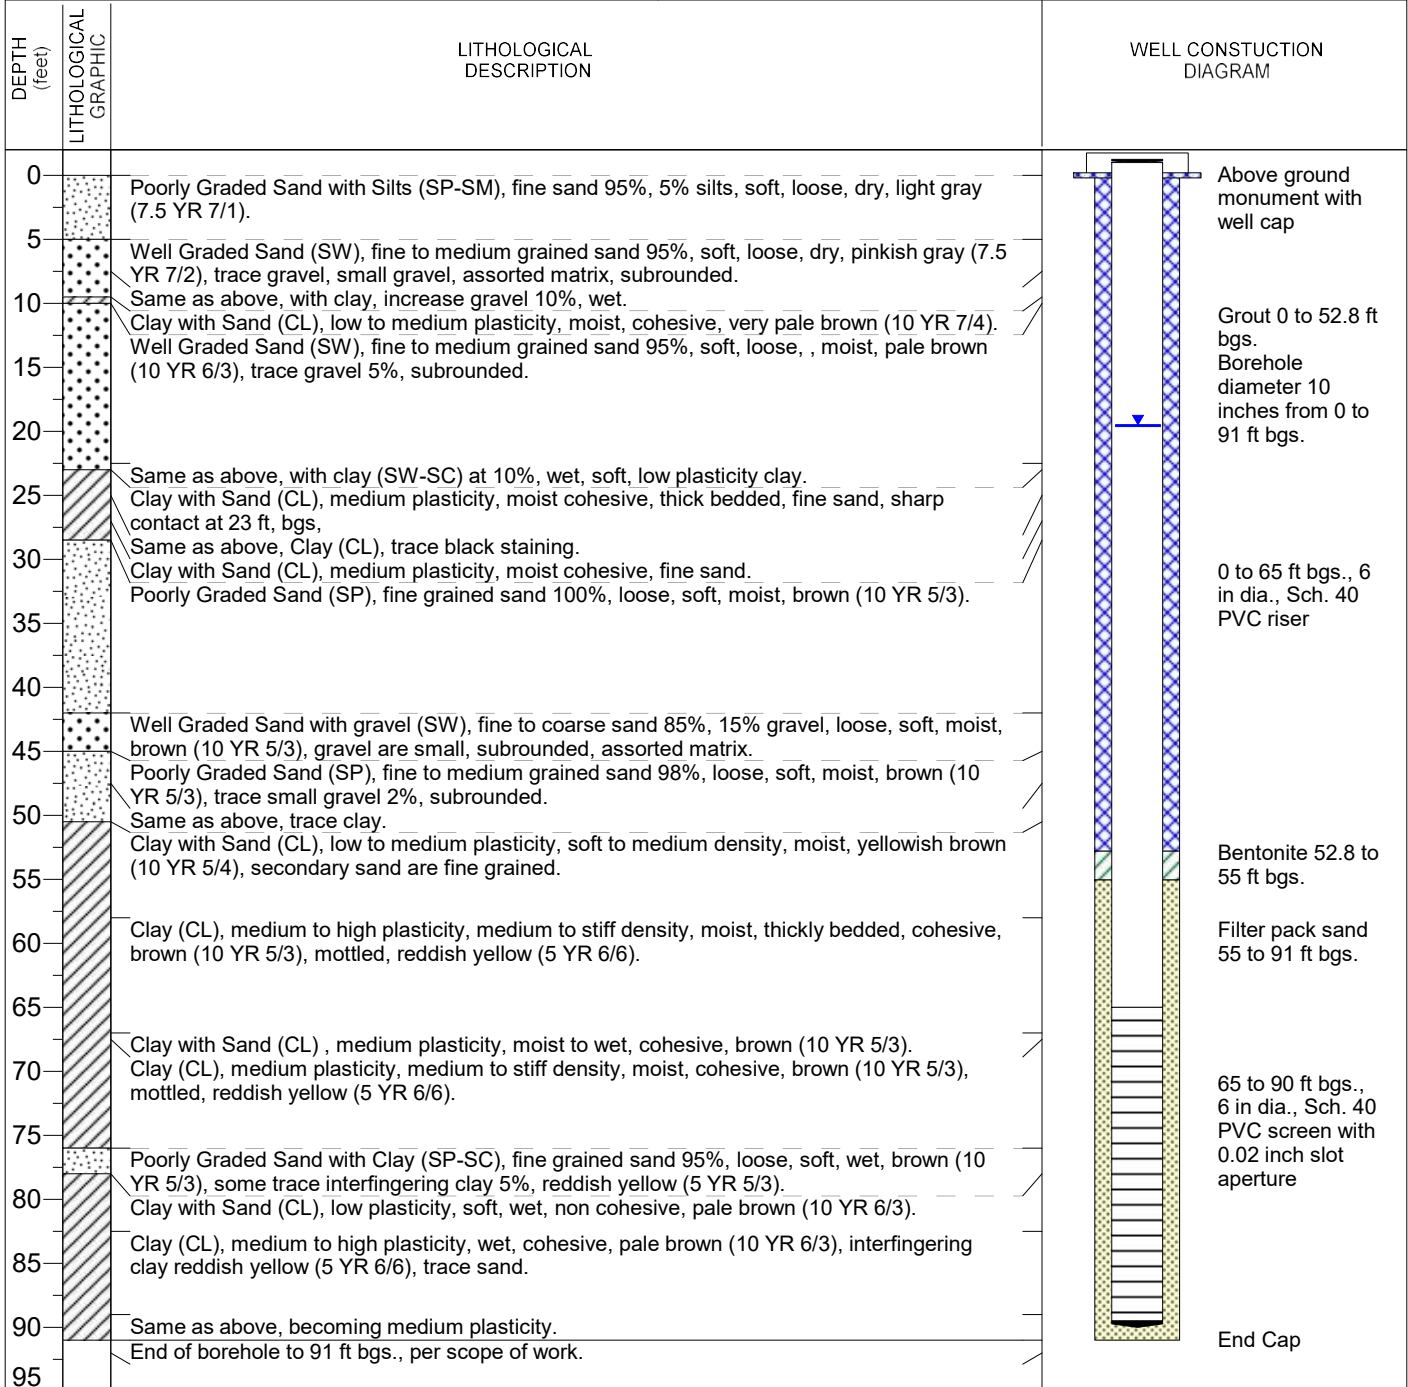 DEPTH
(feet)
LITHOLOGICAL
GRAPHIC
LITHOLOGICAL
DESCRIPTION
WELL CONSTUCTION
DIAGRAM
0
5
10
15
20
25
30
35
40
45
50
55
60
65
70
75
80
85
90
95
Poorly Graded Sand with Silts (SP-SM), fine sand 95%, 5% silts, soft, loose, dry, light gray
(7.5 YR 7/1).
Well Graded Sand (SW), fine to medium grained sand 95%, soft, loose, dry, pinkish gray (7.5
YR 7/2), trace gravel, small gravel, assorted matrix, subrounded.
Same as above, with clay, increase gravel 10%, wet.
Clay with Sand (CL), low to medium plasticity, moist, cohesive, very pale brown (10 YR 7/4).
Well Graded Sand (SW), fine to medium grained sand 95%, soft, loose, , moist, pale brown
(10 YR 6/3), trace gravel 5%, subrounded.
Same as above, with clay (SW-SC) at 10%, wet, soft, low plasticity clay.
Clay with Sand (CL), medium plasticity, moist cohesive, thick bedded, fine sand, sharp
contact at 23 ft, bgs,
Same as above, Clay (CL), trace black staining.
Clay with Sand (CL), medium plasticity, moist cohesive, fine sand.
Poorly Graded Sand (SP), fine grained sand 100%, loose, soft, moist, brown (10 YR 5/3).
Well Graded Sand with gravel (SW), fine to coarse sand 85%, 15% gravel, loose, soft, moist,
brown (10 YR 5/3), gravel are small, subrounded, assorted matrix.
Poorly Graded Sand (SP), fine to medium grained sand 98%, loose, soft, moist, brown (10
YR 5/3), trace small gravel 2%, subrounded.
Same as above, trace clay.
Clay with Sand (CL), low to medium plasticity, soft to medium density, moist, yellowish brown
(10 YR 5/4), secondary sand are fine grained.
Clay (CL), medium to high plasticity, medium to stiff density, moist, thickly bedded, cohesive,
brown (10 YR 5/3), mottled, reddish yellow (5 YR 6/6).
Clay with Sand (CL) , medium plasticity, moist to wet, cohesive, brown (10 YR 5/3).
Clay (CL), medium plasticity, medium to stiff density, moist, cohesive, brown (10 YR 5/3),
mottled, reddish yellow (5 YR 6/6).
Poorly Graded Sand with Clay (SP-SC), fine grained sand 95%, loose, soft, wet, brown (10
YR 5/3), some trace interfingering clay 5%, reddish yellow (5 YR 5/3).
Clay with Sand (CL), low plasticity, soft, wet, non cohesive, pale brown (10 YR 6/3).
Clay (CL), medium to high plasticity, wet, cohesive, pale brown (10 YR 6/3), interfingering
clay reddish yellow (5 YR 6/6), trace sand.
Same as above, becoming medium plasticity.
End of borehole to 91 ft bgs., per scope of work.
Above ground
monument with
well cap
Grout 0 to 52.8 ft
bgs.
Borehole
diameter 10
inches from 0 to
91 ft bgs.
0 to 65 ft bgs., 6
in dia., Sch. 40
PVC riser
Bentonite 52.8 to
55 ft bgs.
Filter pack sand
55 to 91 ft bgs.
65 to 90 ft bgs.,
6 in dia., Sch. 40
PVC screen with
0.02 inch slot
aperture
End Cap